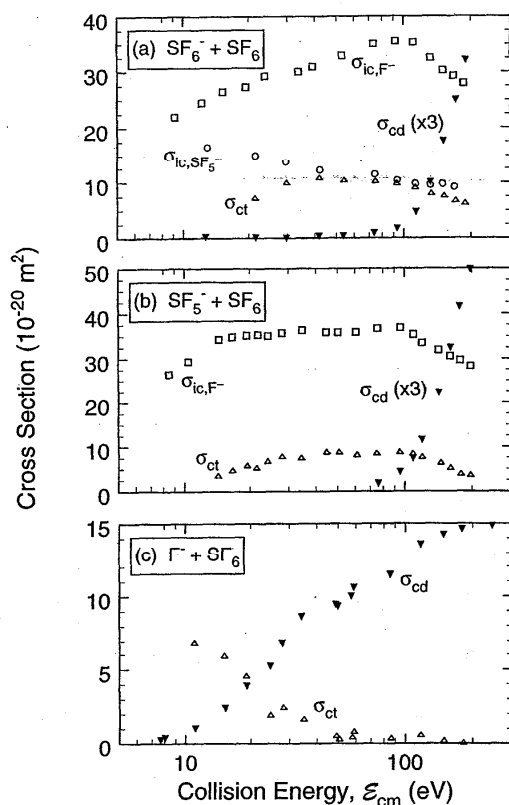 40
(a) SF6- + SF6
30
σic,F-
20
σcd (x3)
σic,SF5-
10
σct
0
50
(b) SF5- + SF6
40
30
σic,F-
20
σcd (x3)
10
σct
0
15
(c) F- + SF6
10
σcd
5
σct
0
10
100
Cross Section (10-20 m2)
Collision Energy, Ɛcm (eV)